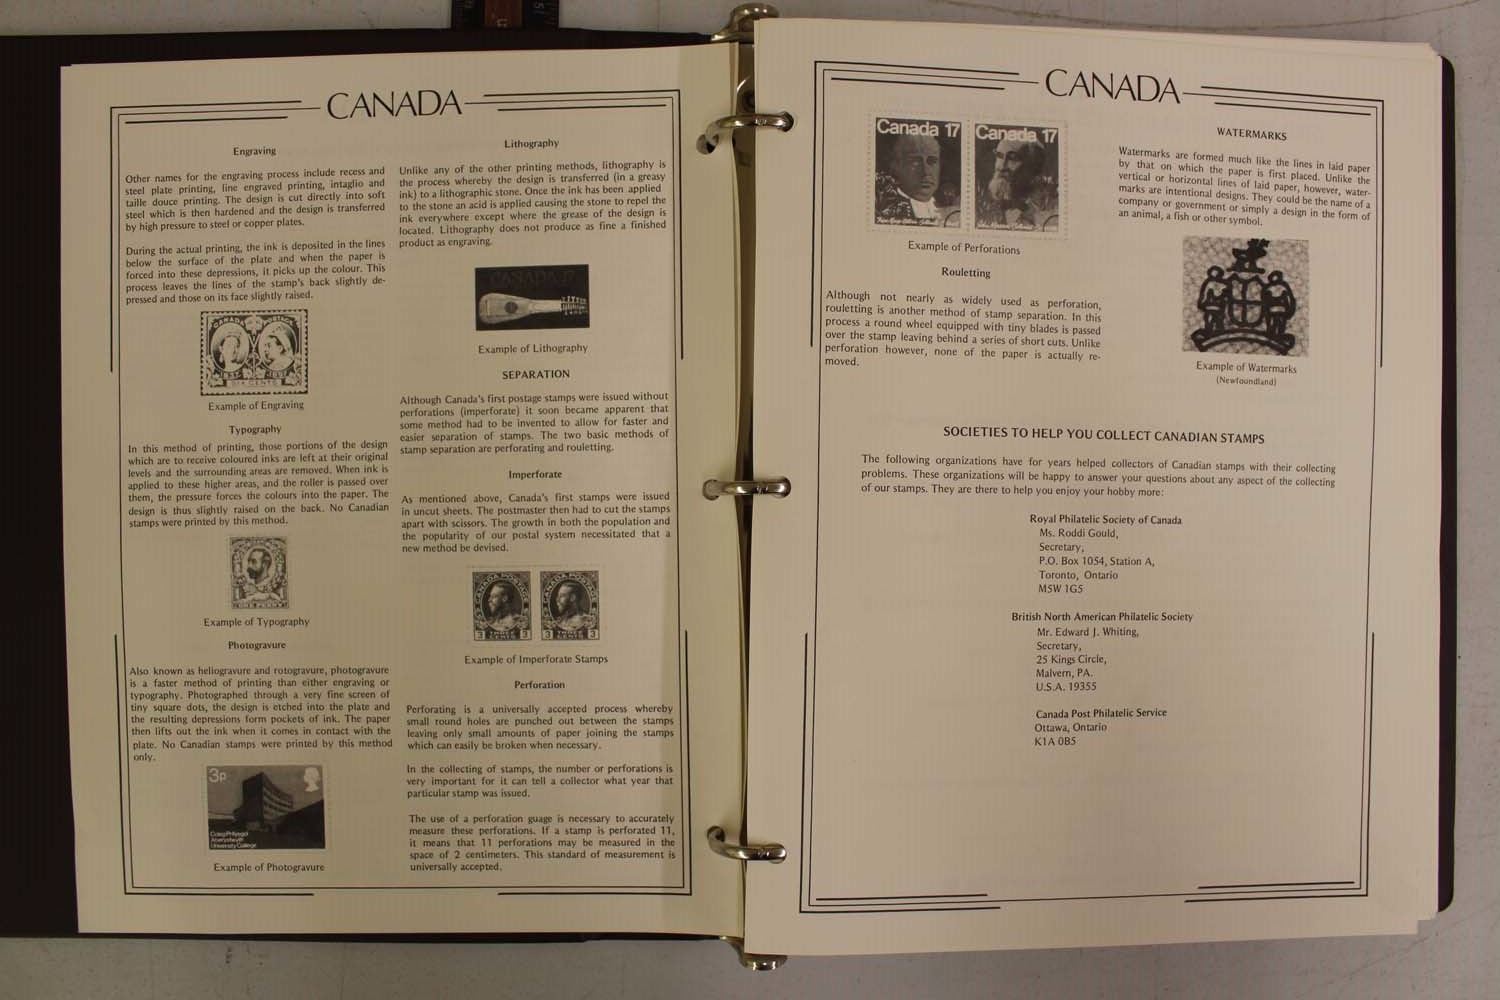 CANADA
Engraving
Other names for the engraving process include recess and
steel plate printing, line engraved printing, intaglio and
taille douce printing. The design is cut directly into soft
steel which is then hardened and the design is transferred
by high pressure to steel or copper plates.
During the actual printing, the ink is deposited in the lines
below the surface of the plate and when the paper is
forced into these depressions, it picks up the colour. This
process leaves the lines of the stamp's back slightly de-
pressed and those on its face slightly raised.
CANADA POSTAGE
1837 1897
SIX CENTS
Example of Engraving
Typography
In this method of printing, those portions of the design
which are to receive coloured inks are left at their original
levels and the surrounding areas are removed. When ink is
applied to these higher areas, and the roller is passed over
them, the pressure forces the colours into the paper. The
design is thus slightly raised on the back. No Canadian
stamps were printed by this method.
1
ONE PENNY
Example of Typography
Photogravure
Also known as heliogravure and rotogravure, photogravure
is a faster method of printing than either engraving or
typography. Photographed through a very fine screen of
tiny square dots, the design is etched into the plate and
the resulting depressions form pockets of ink. The paper
then lifts out the ink when it comes in contact with the
plate. No Canadian stamps were printed by this method
only.
3p
Coleg Prifysgol
Aberystwyth
University College
Example of Photogravure
Lithography
Unlike any of the other printing methods, lithography is
the process whereby the design is transferred (in a greasy
ink) to a lithographic stone. Once the ink has been applied
to the stone an acid is applied causing the stone to repel the
ink everywhere except where the grease of the design is
located. Lithography does not produce as fine a finished
product as engraving.
CANADA 17
Example of Lithography
SEPARATION
Although Canada's first postage stamps were issued without
perforations (imperforate) it soon became apparent that
some method had to be invented to allow for faster and
easier separation of stamps. The two basic methods of
stamp separation are perforating and rouletting.
Imperforate
As mentioned above, Canada's first stamps were issued
in uncut sheets. The postmaster then had to cut the stamps
apart with scissors. The growth in both the population and
the popularity of our postal system necessitated that a
new method be devised.
CANADA POSTAGE CANADA POSTAGE
3 THREE CENTS 3 3 THREE CENTS 3
Example of Imperforate Stamps
Perforation
Perforating is a universally accepted process whereby
small round holes are punched out between the stamps
leaving only small amounts of paper joining the stamps
which can easily be broken when necessary.
In the collecting of stamps, the number or perforations is
very important for it can tell a collector what year that
particular stamp was issued.
The use of a perforation guage is necessary to accurately
measure these perforations. If a stamp is perforated 11,
it means that 11 perforations may be measured in the
space of 2 centimeters. This standard of measurement is
universally accepted.
CANADA
Canada 17 Canada 17
Example of Perforations
Rouletting
Although not nearly as widely used as perforation,
rouletting is another method of stamp separation. In this
process a round wheel equipped with tiny blades is passed
over the stamp leaving behind a series of short cuts. Unlike
perforation however, none of the paper is actually re-
moved.
WATERMARKS
Watermarks are formed much like the lines in laid paper
by that on which the paper is first placed. Unlike the
vertical or horizontal lines of laid paper, however, water-
marks are intentional designs. They could be the name of a
company or government or simply a design in the form of
an animal, a fish or other symbol.
Example of Watermarks
(Newfoundland)
SOCIETIES TO HELP YOU COLLECT CANADIAN STAMPS
The following organizations have for years helped collectors of Canadian stamps with their collecting
problems. These organizations will be happy to answer your questions about any aspect of the collecting
of our stamps. They are there to help you enjoy your hobby more:
Royal Philatelic Society of Canada
Ms. Roddi Gould,
Secretary,
P.O. Box 1054, Station A,
Toronto, Ontario
M5W 1G5
British North American Philatelic Society
Mr. Edward J. Whiting,
Secretary,
25 Kings Circle,
Malvern, PA.
U.S.A. 19355
Canada Post Philatelic Service
Ottawa, Ontario
K1A 0B5